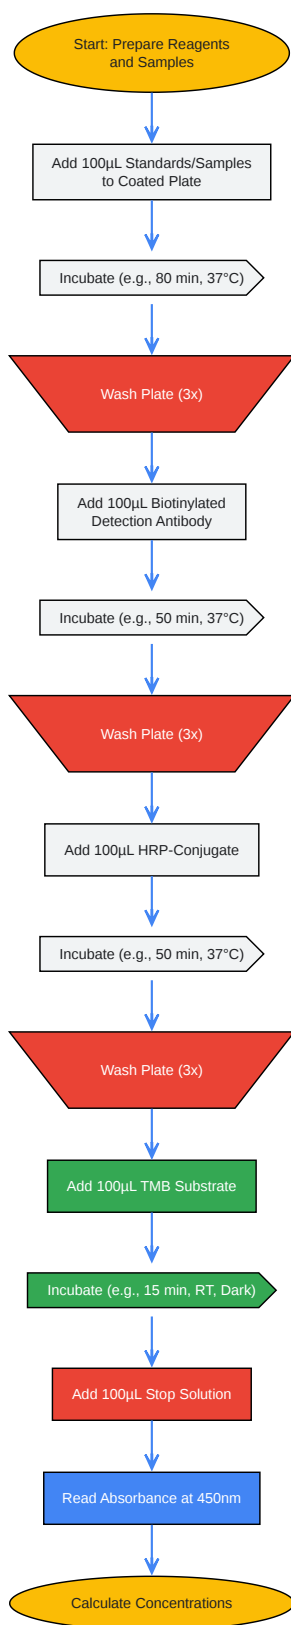 Start: Prepare Reagents
and Samples
Add 100µL Standards/Samples
to Coated Plate
Incubate (e.g., 80 min, 37°C)
Wash Plate (3x)
Add 100µL Biotinylated
Detection Antibody
Incubate (e.g., 50 min, 37°C)
Wash Plate (3x)
Add 100µL HRP-Conjugate
Incubate (e.g., 50 min, 37°C)
Wash Plate (3x)
Add 100µL TMB Substrate
Incubate (e.g., 15 min, RT, Dark)
Add 100µL Stop Solution
Read Absorbance at 450nm
Calculate Concentrations